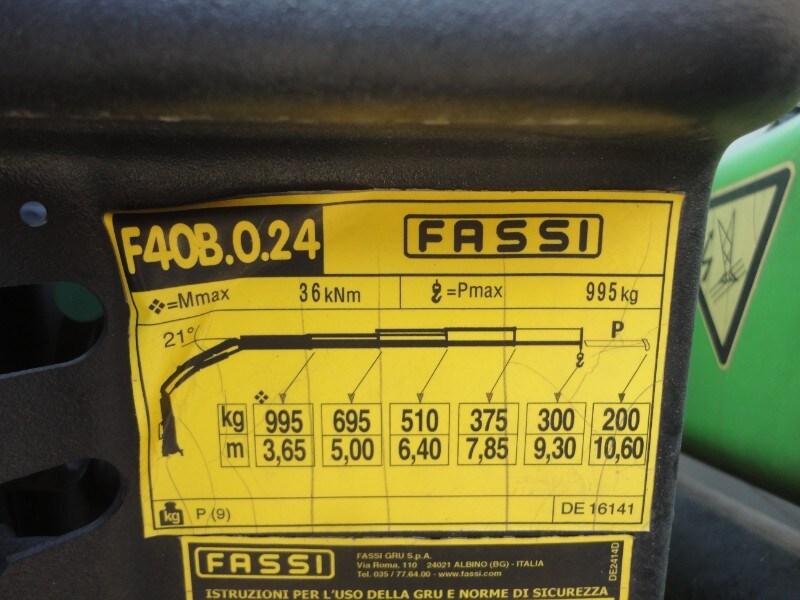 F40B.0.24 FASSI
=Mmax 36 kNm =Pmax 995 kg
21° P
kg 995 695 510 375 300 200
m 3,65 5,00 6,40 7,85 9,30 10,60
kg P (9) DE 16141
FASSI
FASSI GRU S.p.A.
Via Roma, 110 24021 ALBINO (BG) - ITALIA
Tel. 035 / 77.64.00 - www.fassi.com
DE2414D
ISTRUZIONI PER L'USO DELLA GRU E NORME DI SICUREZZA